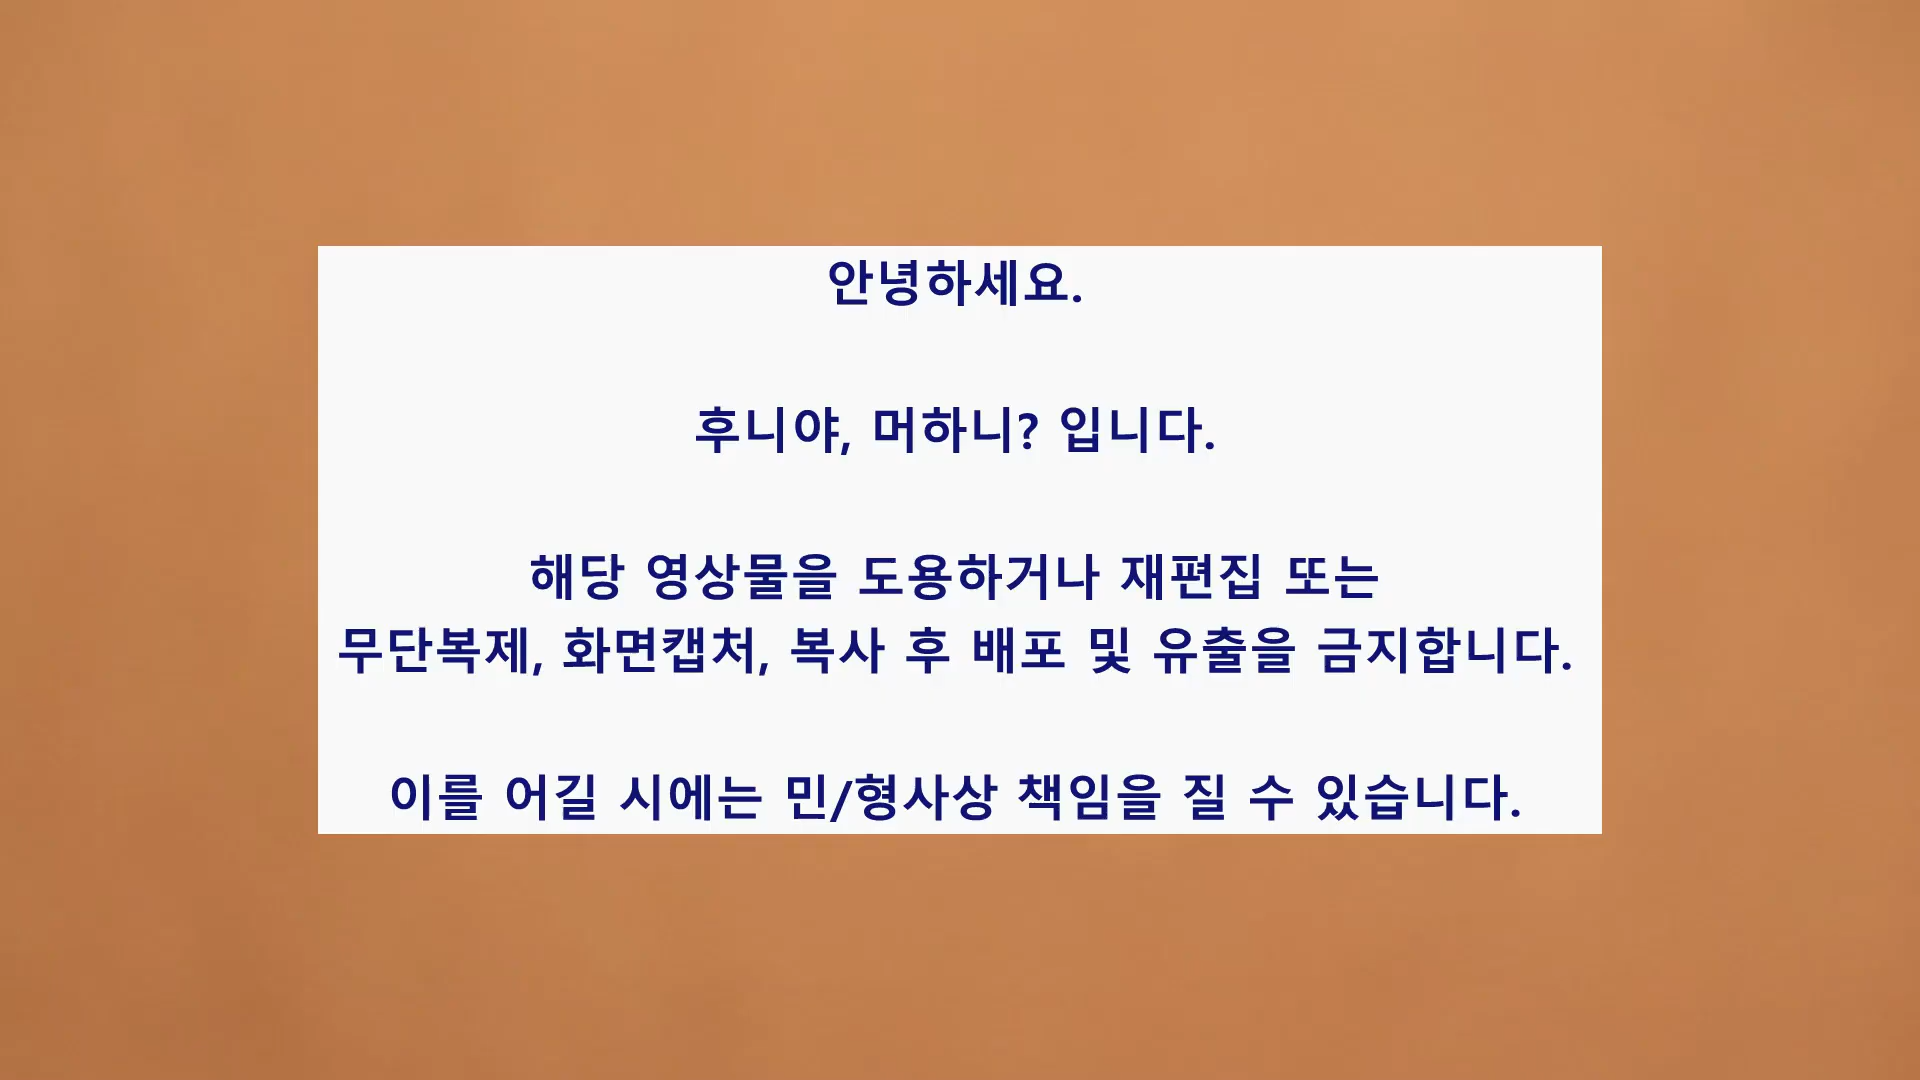 안녕하세요.
후니야, 머하니? 입니다.
해당 영상물을 도용하거나 재편집 또는
무단복제, 화면캡처, 복사 후 배포 및 유출을 금지합니다.
이를 어길 시에는 민/형사상 책임을 질 수 있습니다.